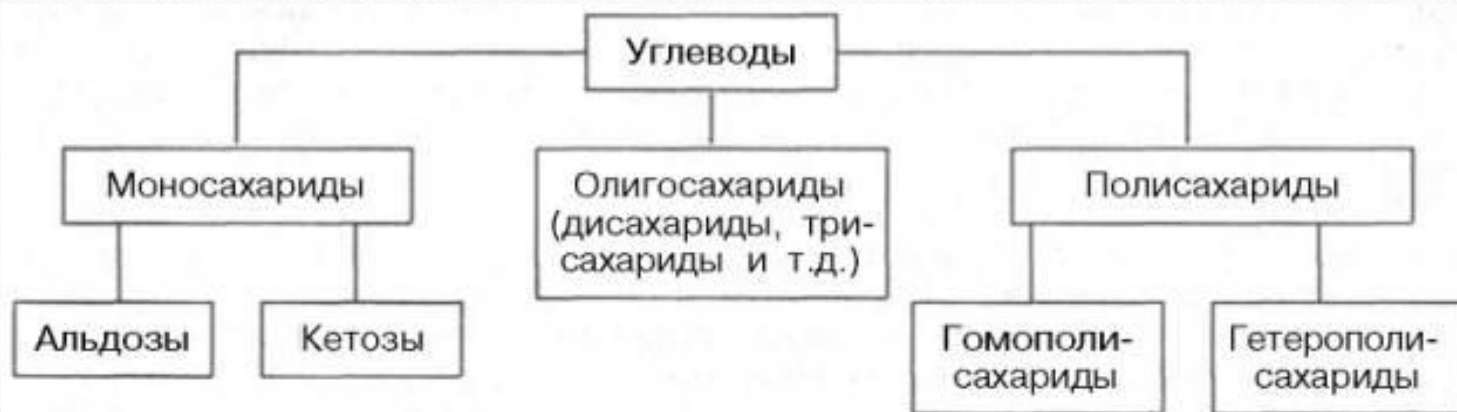 Углеводы
Моносахариды
Олигосахариды
(дисахариды, три-
сахариды и т.д.)
Полисахариды
Альдозы
Кетозы
Гомополи-
сахариды
Гетерополи-
сахариды